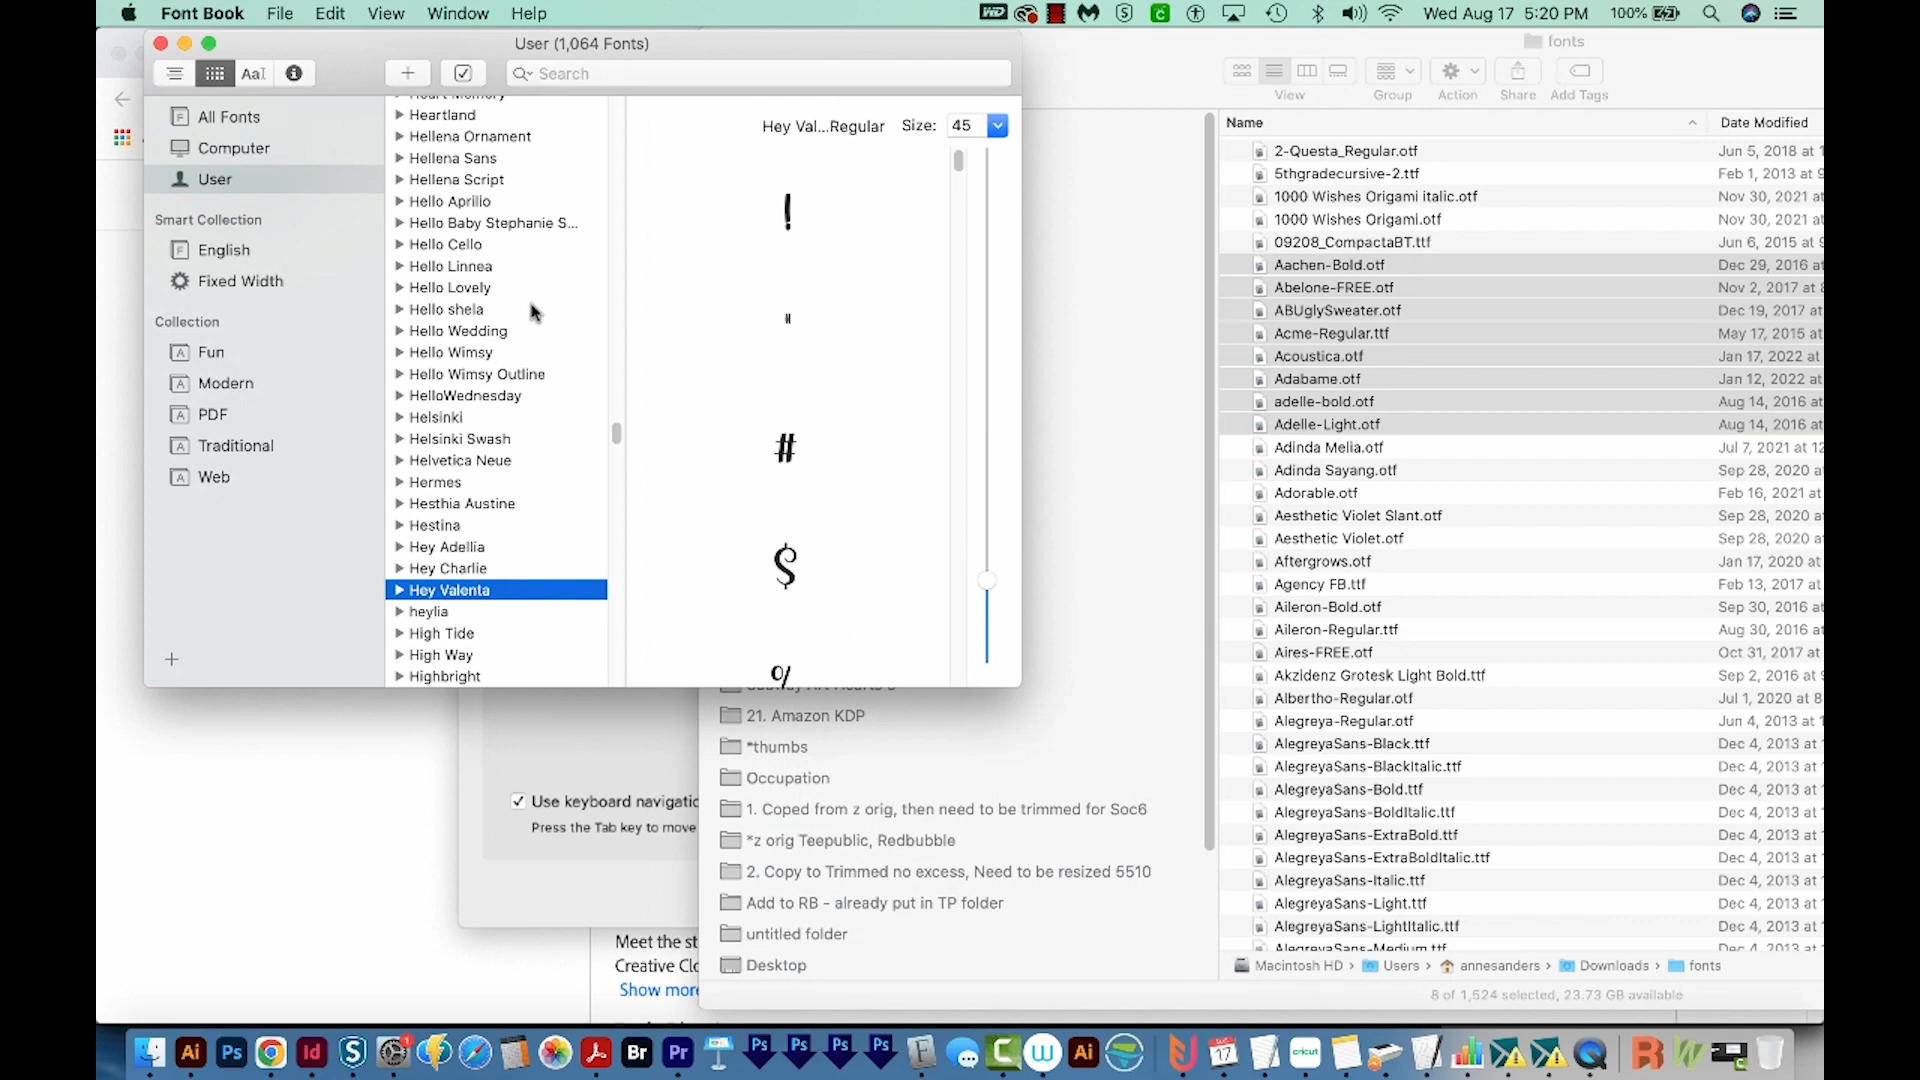 Font Book File Edit View Window Help
Wed Aug 17 5:20 PM 100%
User (1,064 Fonts)
Search
All Fonts
Computer
User
Smart Collection
English
Fixed Width
Collection
Fun
Modern
PDF
Traditional
Web
Heartland
Hellena Ornament
Hellena Sans
Hellena Script
Hello Aprilio
Hello Baby Stephanie S...
Hello Cello
Hello Linnea
Hello Lovely
Hello shela
Hello Wedding
Hello Wimsy
Hello Wimsy Outline
HelloWednesday
Helsinki
Helsinki Swash
Helvetica Neue
Hermes
Hesthia Austine
Hestina
Hey Adellia
Hey Charlie
Hey Valenta
heylia
High Tide
High Way
Highbright
Hey Val...Regular Size: 45
!
"
#
$
%
21. Amazon KDP
*thumbs
Occupation
1. Coped from z orig, then need to be trimmed for Soc6
*z orig Teepublic, Redbubble
2. Copy to Trimmed no excess, Need to be resized 5510
Add to RB - already put in TP folder
untitled folder
Desktop
Use keyboard navigatic
Press the Tab key to move
Meet the st
Creative Clo
Show more
fonts
View Group Action Share Add Tags
Name Date Modified
2-Questa_Regular.otf Jun 5, 2018 at 1
5thgradecursive-2.ttf Feb 1, 2013 at 9
1000 Wishes Origami italic.otf Nov 30, 2021 at
1000 Wishes Origaml.otf Nov 30, 2021 at
09208_CompactaBT.ttf Jun 6, 2015 at 9
Aachen-Bold.otf Dec 29, 2016 at
Abelone-FREE.otf Nov 2, 2017 at 8
ABUglySweater.otf Dec 19, 2017 at
Acme-Regular.ttf May 17, 2015 at
Acoustica.otf Jan 17, 2022 at
Adabame.otf Jan 12, 2022 at
adelle-bold.otf Aug 14, 2016 at
Adelle-Light.otf Aug 14, 2016 at
Adinda Melia.otf Jul 7, 2021 at 12
Adinda Sayang.otf Sep 28, 2020 at
Adorable.otf Feb 16, 2021 at
Aesthetic Violet Slant.otf Sep 28, 2020 at
Aesthetic Violet.otf Sep 28, 2020 at
Aftergrows.otf Jan 17, 2020 at
Agency FB.ttf Feb 13, 2017 at
Aileron-Bold.otf Sep 30, 2016 at
Aileron-Regular.ttf Aug 30, 2016 at
Aires-FREE.otf Oct 31, 2017 at
Akzidenz Grotesk Light Bold.ttf Sep 2, 2016 at 9
Albertho-Regular.otf Jul 1, 2020 at 8
Alegreya-Regular.otf Jun 4, 2013 at
AlegreyaSans-Black.ttf Dec 4, 2013 at
AlegreyaSans-BlackItalic.ttf Dec 4, 2013 at
AlegreyaSans-Bold.ttf Dec 4, 2013 at
AlegreyaSans-BoldItalic.ttf Dec 4, 2013 at
AlegreyaSans-ExtraBold.ttf Dec 4, 2013 at
AlegreyaSans-ExtraBoldItalic.ttf Dec 4, 2013 at
AlegreyaSans-Italic.ttf Dec 4, 2013 at
AlegreyaSans-Light.ttf Dec 4, 2013 at
AlegreyaSans-LightItalic.ttf Dec 4, 2013 at
AlegreyaSans-Medium.ttf Dec 4, 2013 at
Macintosh HD › Users › annesanders › Downloads › fonts
8 of 1,524 selected, 23.73 GB available